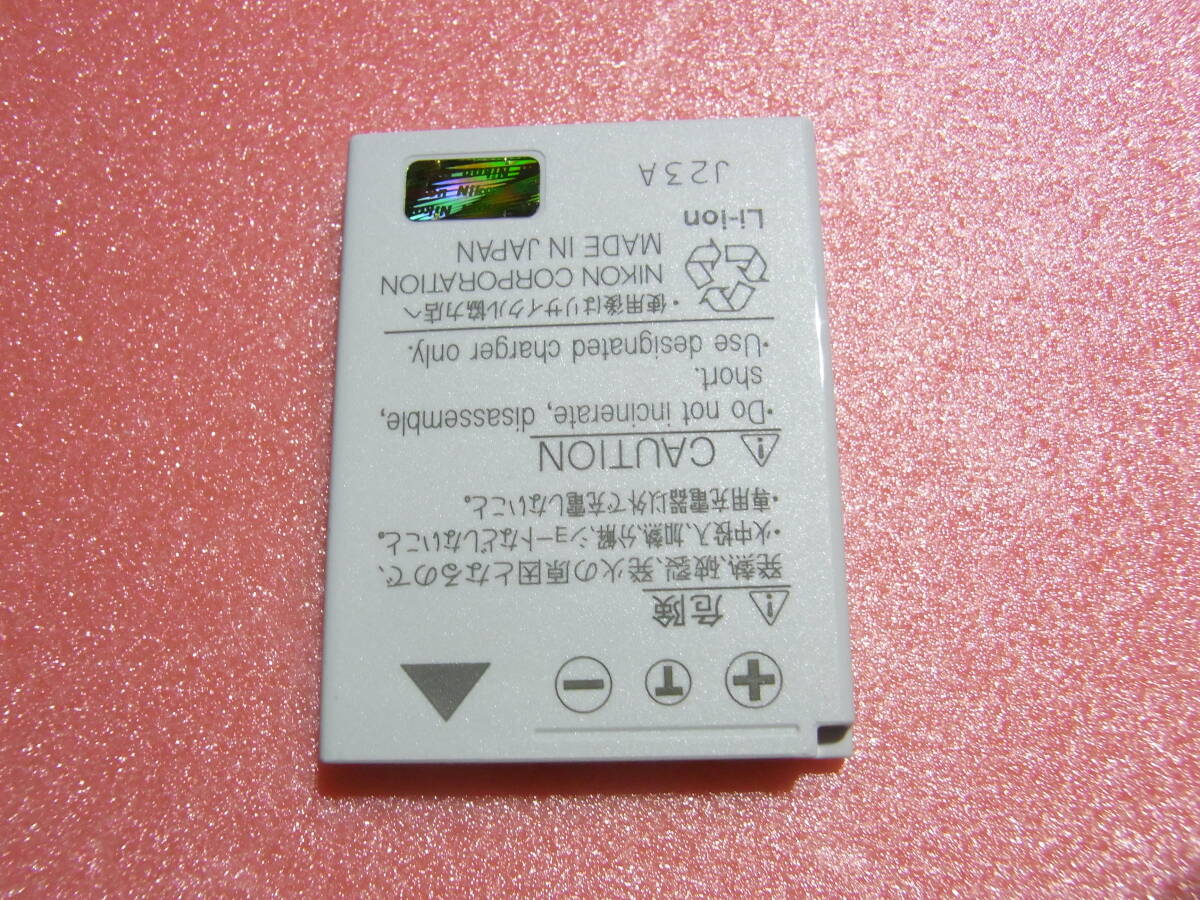 危険
発熱、破裂、発火の原因となるので、
・火中投入、加熱、分解、ショートなどしないこと。
・専用充電器以外で充電しないこと。
CAUTION
・Do not incinerate, disassemble,
short.
・Use designated charger only.
・使用後はリサイクル協力店へ
NIKON CORPORATION
MADE IN JAPAN
Li-ion
J23A
Nikon